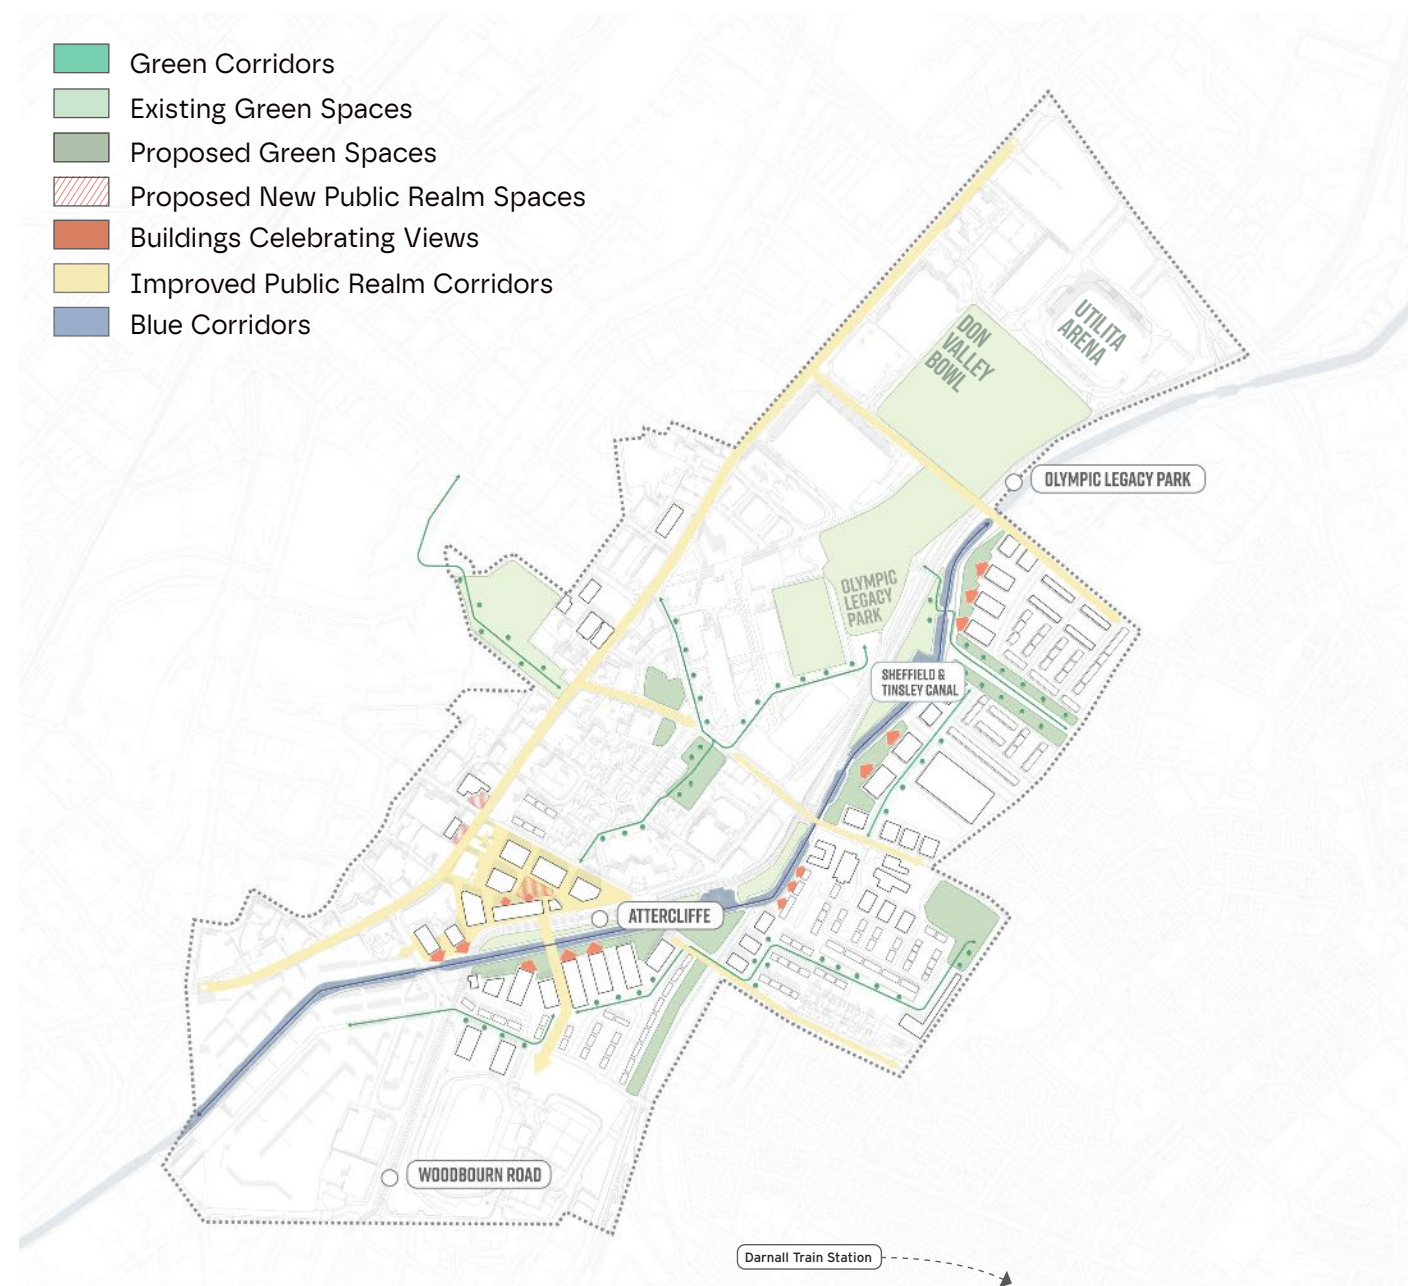 Green Corridors
Existing Green Spaces
Proposed Green Spaces
Proposed New Public Realm Spaces
Buildings Celebrating Views
Improved Public Realm Corridors
Blue Corridors
DON
VALLEY
BOWL
UTILITA
ARENA
OLYMPIC LEGACY PARK
OLYMPIC
LEGACY
PARK
SHEFFIELD &
TINSLEY CANAL
ATTERCLIFFE
WOODBOURN ROAD
Darnall Train Station